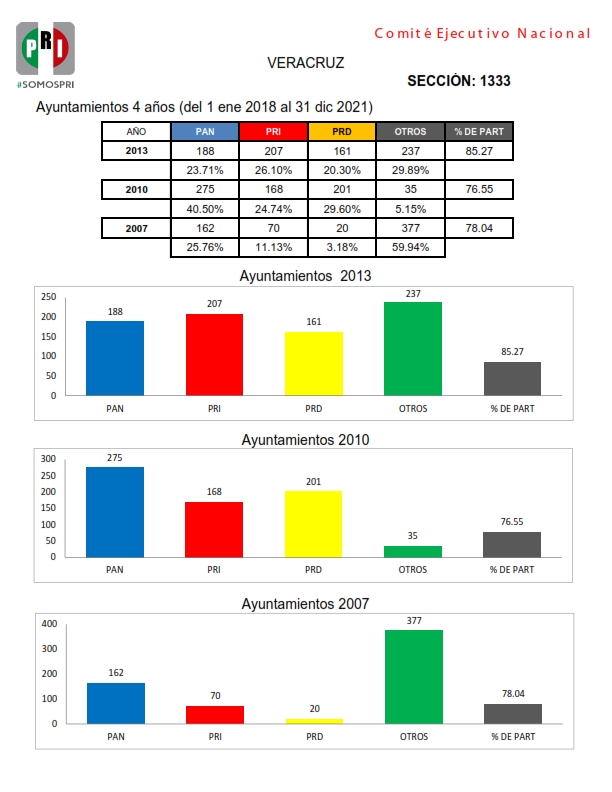 Comité Ejecutivo Nacional
PRI
#SOMOSPRI
VERACRUZ
SECCIÓN: 1333
Ayuntamientos 4 años (del 1 ene 2018 al 31 dic 2021)
AÑO PAN PRI PRD OTROS % DE PART
2013 188 207 161 237 85.27
23.71% 26.10% 20.30% 29.89%
2010 275 168 201 35 76.55
40.50% 24.74% 29.60% 5.15%
2007 162 70 20 377 78.04
25.76% 11.13% 3.18% 59.94%
Ayuntamientos 2013
250
200
150
100
50
0
188 207 161 237 85.27
PAN PRI PRD OTROS % DE PART
Ayuntamientos 2010
300
250
200
150
100
50
0
275 168 201 35 76.55
PAN PRI PRD OTROS % DE PART
Ayuntamientos 2007
400
300
200
100
0
162 70 20 377 78.04
PAN PRI PRD OTROS % DE PART